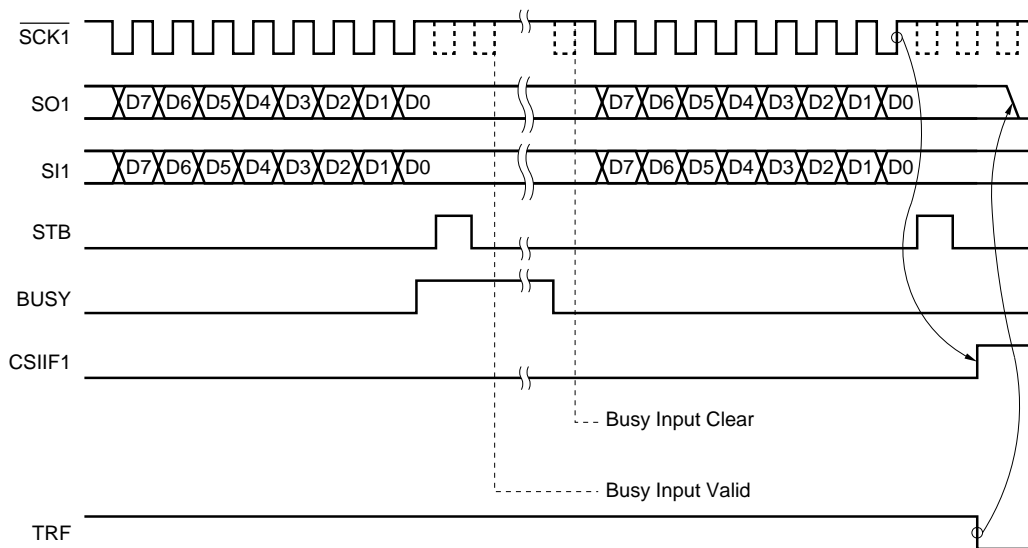 SCK1
SO1 D7 D6 D5 D4 D3 D2 D1 D0 D7 D6 D5 D4 D3 D2 D1 D0
SI1 D7 D6 D5 D4 D3 D2 D1 D0 D7 D6 D5 D4 D3 D2 D1 D0
STB
BUSY
CSIIF1
Busy Input Clear
Busy Input Valid
TRF